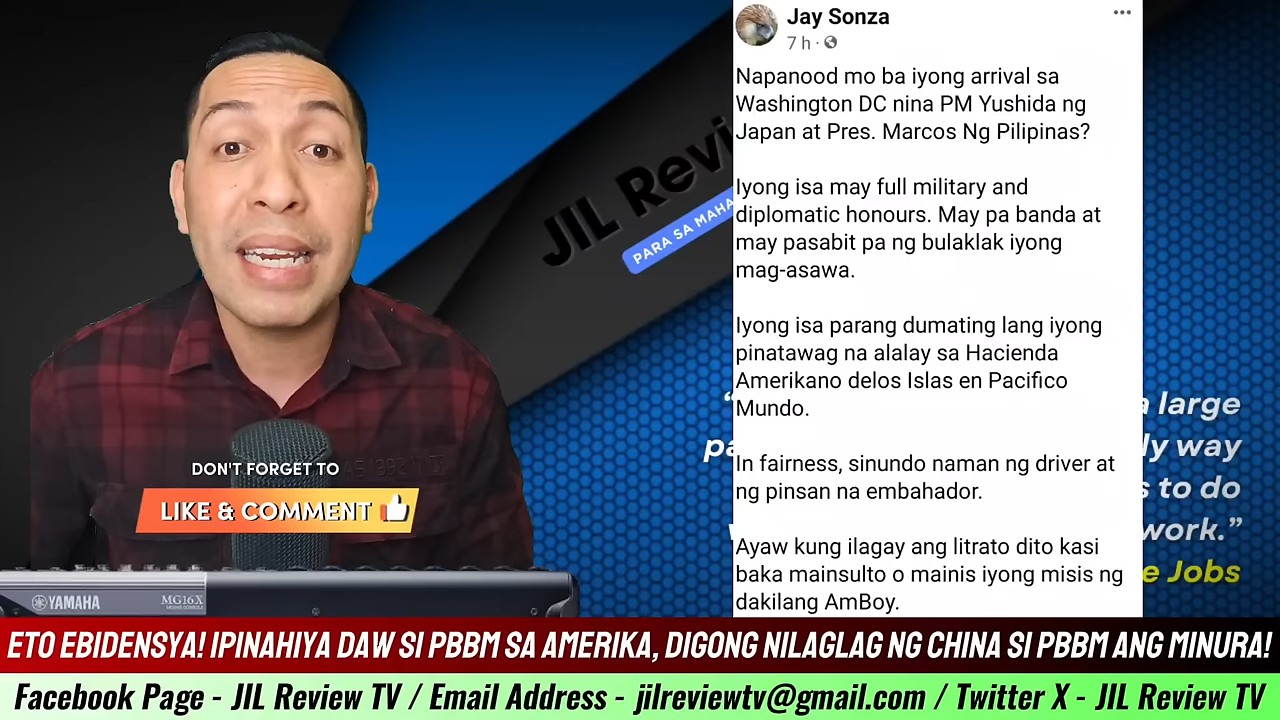 Jay Sonza
7 h
Napanood mo ba iyong arrival sa
Washington DC nina PM Yushida ng
Japan at Pres. Marcos Ng Pilipinas?
Iyong isa may full military and
diplomatic honours. May pa banda at
may pasabit pa ng bulaklak iyong
mag-asawa.
Iyong isa parang dumating lang iyong
pinatawag na alalay sa Hacienda
Amerikano delos Islas en Pacifico
Mundo.
In fairness, sinundo naman ng driver at
ng pinsan na embahador.
Ayaw kung ilagay ang litrato dito kasi
baka mainsulto o mainis iyong misis ng
dakilang AmBoy.
JIL
PARA SA
large
way
to do
work.”
Jobs
DON'T FORGET TO
LIKE & COMMENT
YAMAHA
MG16X
ETO EBIDENSYA! IPINAHIYA DAW SI PBBM SA AMERIKA, DIGONG NILAGLAG NG CHINA SI PBBM ANG MINURA!
Facebook Page - JIL Review TV / Email Address - jilreviewtv@gmail.com / Twitter X - JIL Review TV